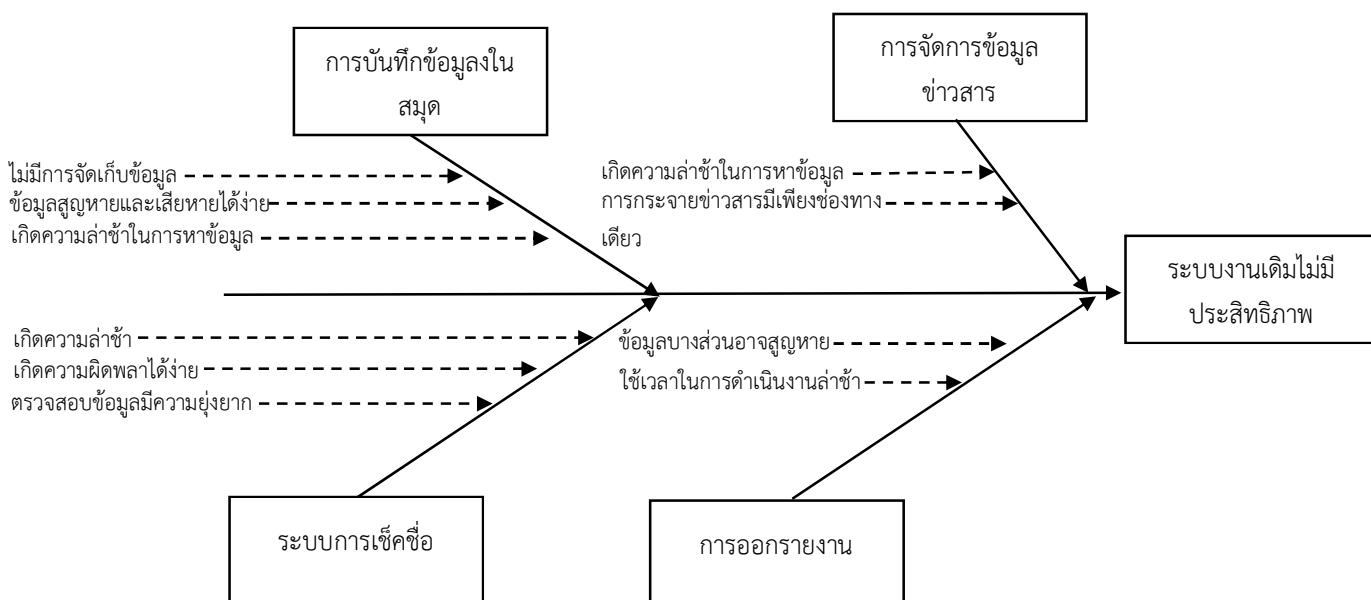 การบันทึกข้อมูลงใน
สมุด
การจัดการข้อมูล
ข่าวสาร
ไม่มีการจัดเก็บข้อมูล
ข้อมูลสูญหายและเสียหายได้ง่าย
เกิดความล่าช้าในการหาข้อมูล
เกิดความล่าช้าในการหาข้อมูล
การกระจายข่าวสารมีเพียงช่องทาง
เดียว
ระบบงานเดิมไม่มี
ประสิทธิภาพ
เกิดความล่าช้า
เกิดความผิดพลาได้ง่าย
ตรวจสอบข้อมูลมีความยุ่งยาก
ข้อมูลบางส่วนอาจสูญหาย
ใช้เวลาในการดำเนินงานล่าช้า
ระบบการเช็คชื่อ
การออกรายงาน